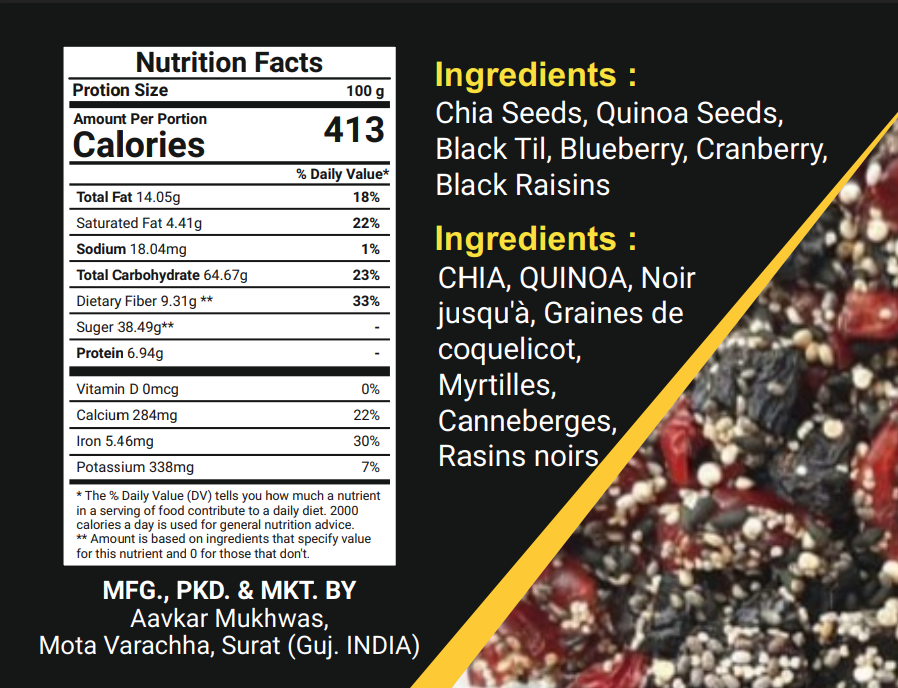 Nutrition Facts
Protion Size 100 g
Amount Per Portion
Calories 413
% Daily Value*
Total Fat 14.05g 18%
Saturated Fat 4.41g 22%
Sodium 18.04mg 1%
Total Carbohydrate 64.67g 23%
Dietary Fiber 9.31g ** 33%
Suger 38.49g** -
Protein 6.94g -
Vitamin D 0mcg 0%
Calcium 284mg 22%
Iron 5.46mg 30%
Potassium 338mg 7%
* The % Daily Value (DV) tells you how much a nutrient
in a serving of food contribute to a daily diet. 2000
calories a day is used for general nutrition advice.
** Amount is based on ingredients that specify value
for this nutrient and 0 for those that don't.
MFG., PKD. & MKT. BY
Aavkar Mukhwas,
Mota Varachha, Surat (Guj. INDIA)
Ingredients :
Chia Seeds, Quinoa Seeds,
Black Til, Blueberry, Cranberry,
Black Raisins
Ingredients :
CHIA, QUINOA, Noir
jusqu'à, Graines de
coquelicot,
Myrtilles,
Canneberges,
Rasins noirs